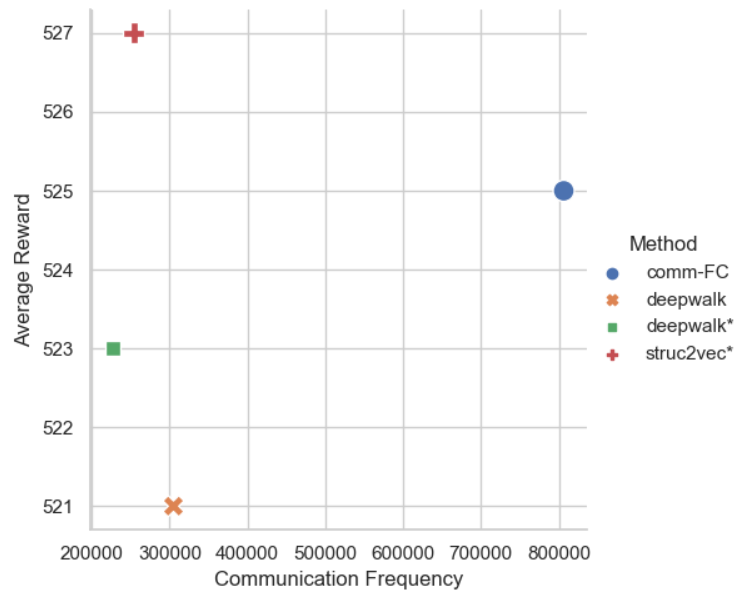 527
526
525
524
523
522
521
Average Reward
200000 300000 400000 500000 600000 700000 800000
Communication Frequency
Method
comm-FC
deepwalk
deepwalk*
struc2vec*